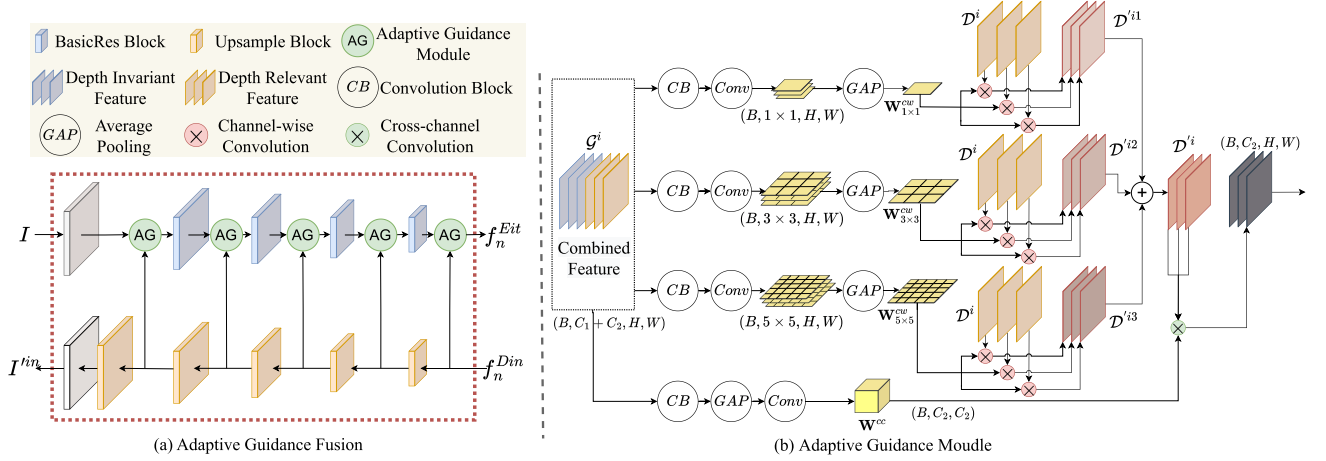 BasicRes Block
Upsample Block
AG
Adaptive Guidance
Module
Depth Invariant
Feature
Depth Relevant
Feature
CB
Convolution Block
GAP
Average
Pooling
Channel-wise
Convolution
Cross-channel
Convolution
I
AG
AG
AG
AG
AG
f_n^{Eit}
I'^{in}
f_n^{Din}
(a) Adaptive Guidance Fusion
G^i
Combined
Feature
(B, C_1 + C_2, H, W)
CB
Conv
(B, 1 × 1, H, W)
GAP
W_{1×1}^{cw}
D^i
D'^{i1}
CB
Conv
(B, 3 × 3, H, W)
GAP
W_{3×3}^{cw}
D^i
D'^{i2}
CB
Conv
(B, 5 × 5, H, W)
GAP
W_{5×5}^{cw}
D^i
D'^{i3}
D'^i
(B, C_2, H, W)
CB
GAP
Conv
W^{cc}
(B, C_2, C_2)
(b) Adaptive Guidance Moudle